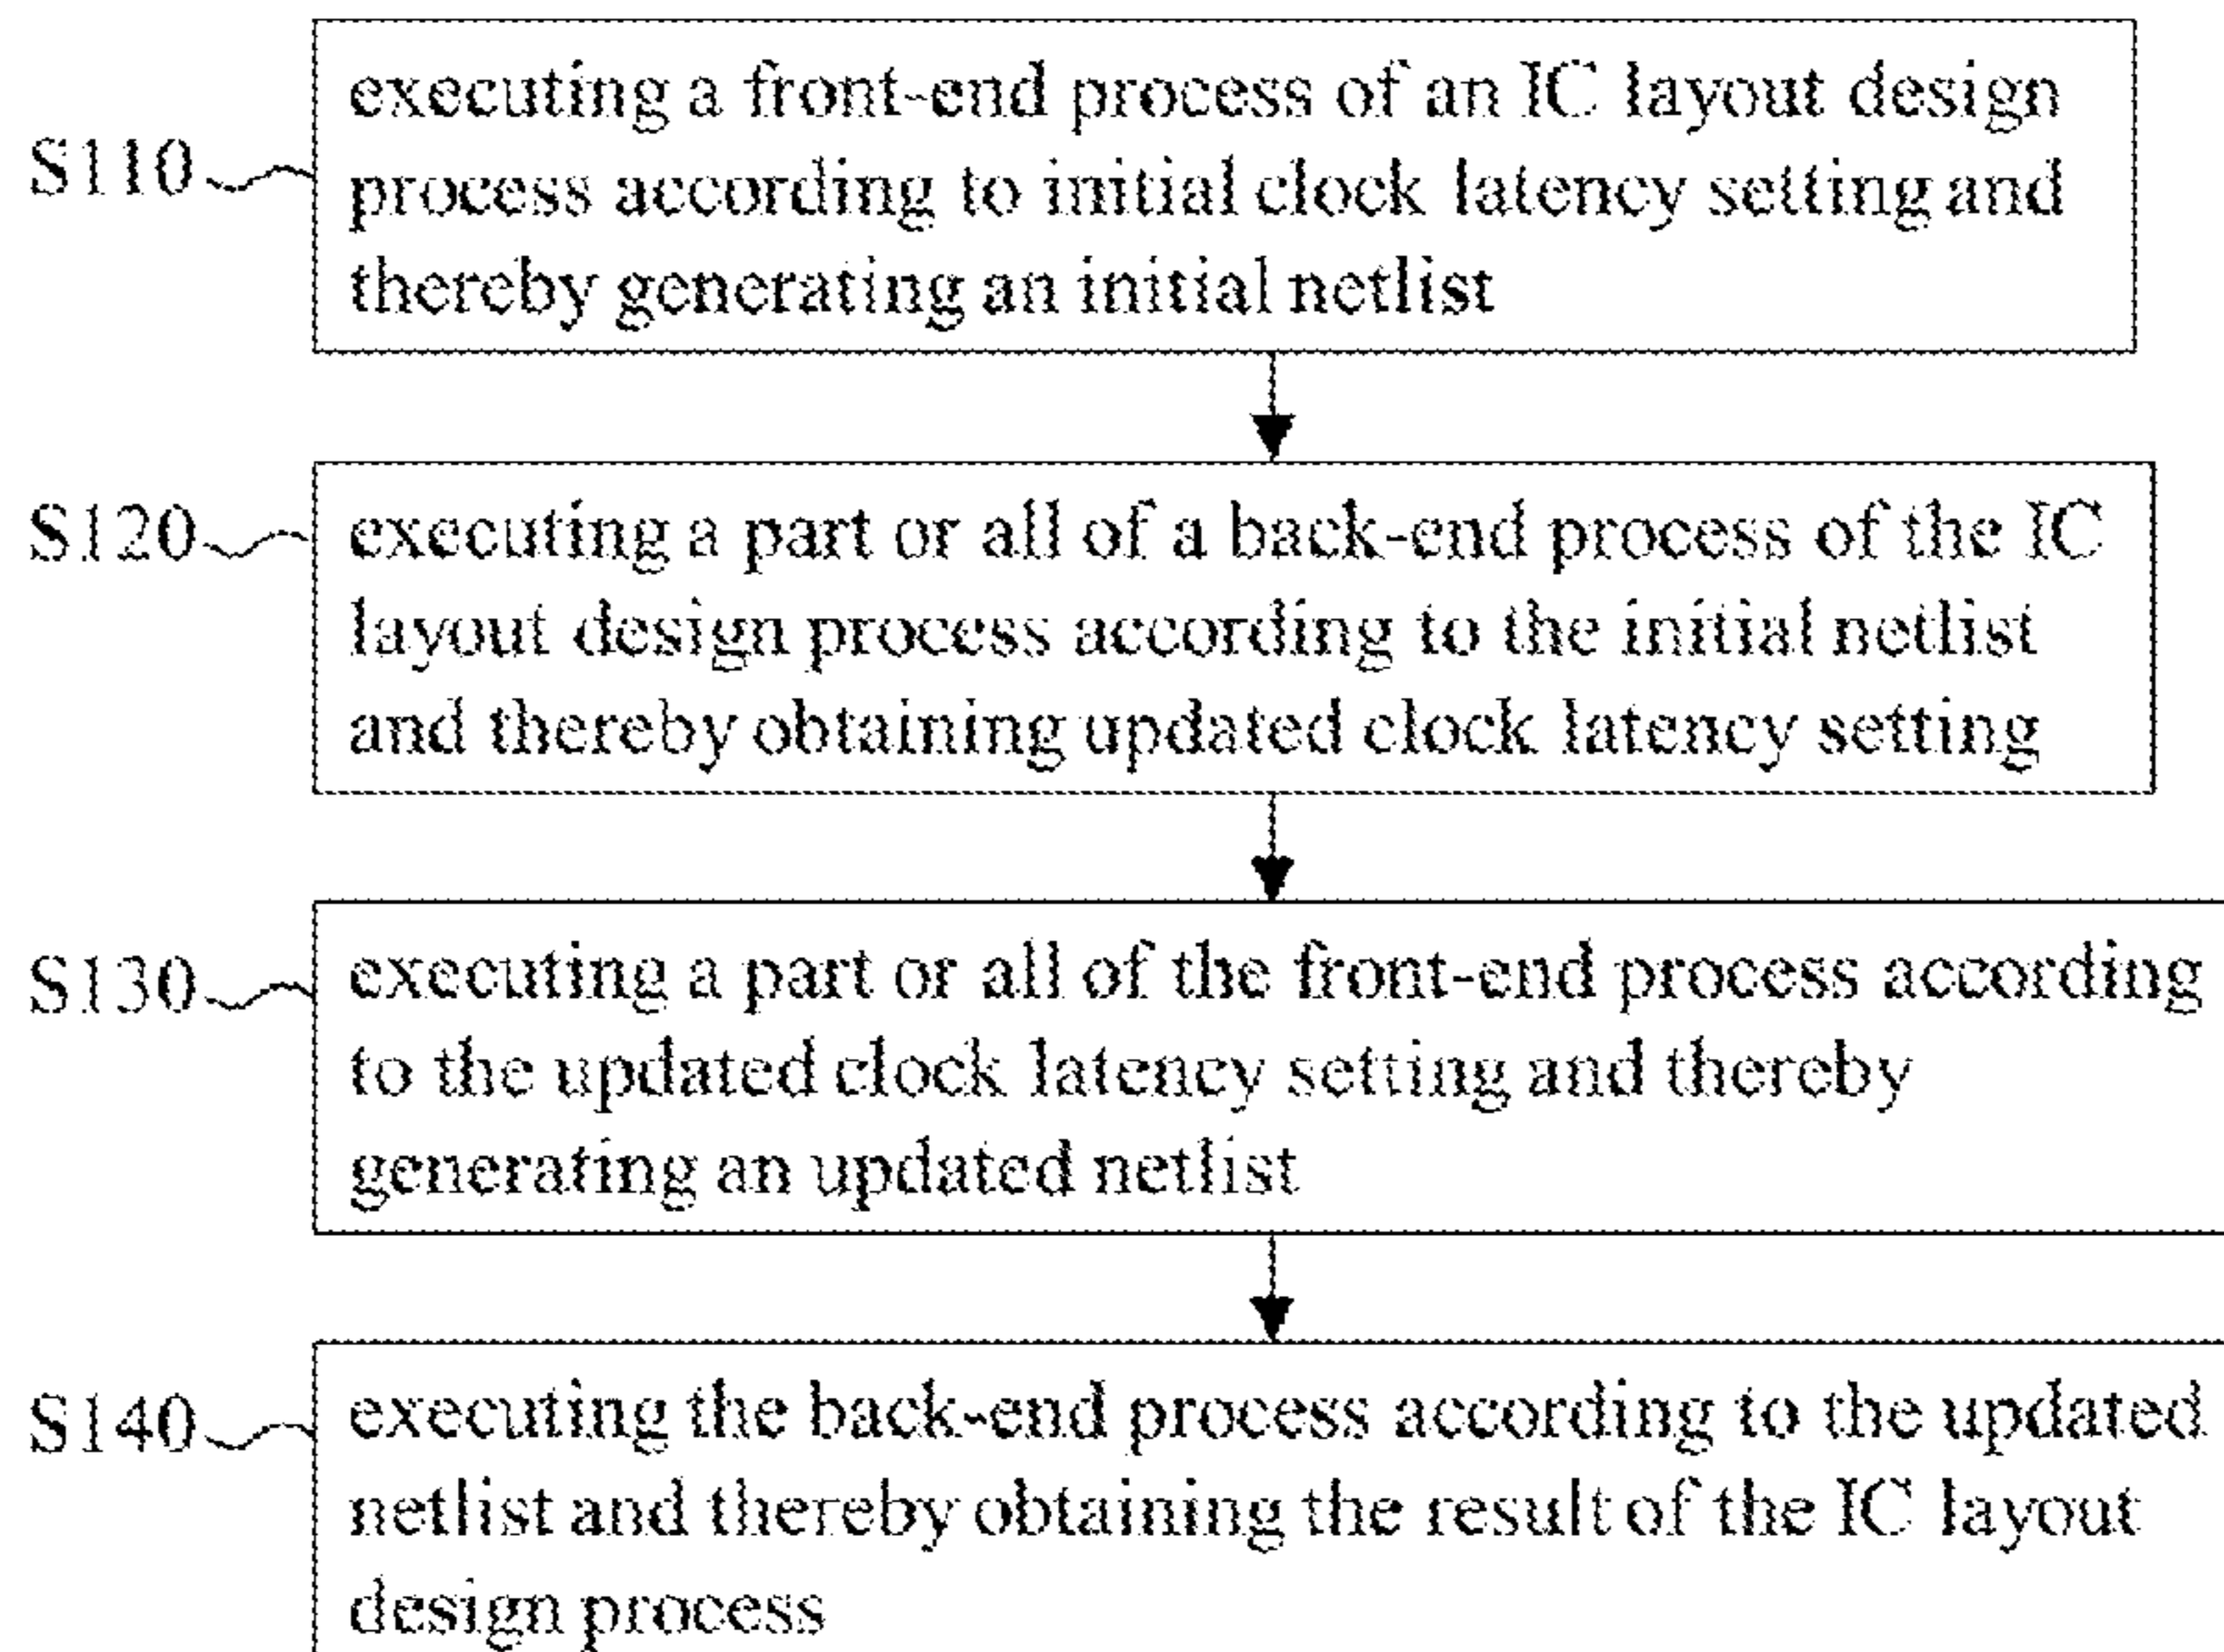 S110
executing a front-end process of an IC layout design
process according to initial clock latency setting and
thereby generating an initial netlist
S120
executing a part or all of a back-end process of the IC
layout design process according to the initial netlist
and thereby obtaining updated clock latency setting
S130
executing a part or all of the front-end process according
to the updated clock latency setting and thereby
generating an updated netlist
S140
executing the back-end process according to the updated
netlist and thereby obtaining the result of the IC layout
design process